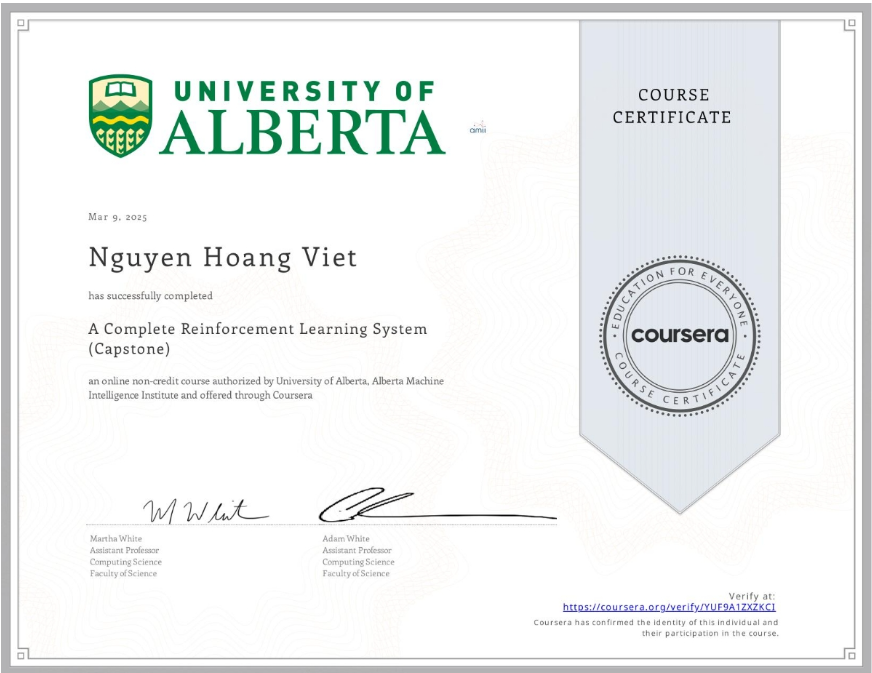 UNIVERSITY OF
ALBERTA
amii
COURSE
CERTIFICATE
Mar 9, 2025
Nguyen Hoang Viet
has successfully completed
A Complete Reinforcement Learning System
(Capstone)
an online non-credit course authorized by University of Alberta, Alberta Machine
Intelligence Institute and offered through Coursera
EDUCATION FOR EVERYONE
coursera
COURSE CERTIFICATE
M White
Martha White
Assistant Professor
Computing Science
Faculty of Science
Adam White
Assistant Professor
Computing Science
Faculty of Science
Verify at:
https://coursera.org/verify/YUF9A1ZXZKCI
Coursera has confirmed the identity of this individual and
their participation in the course.